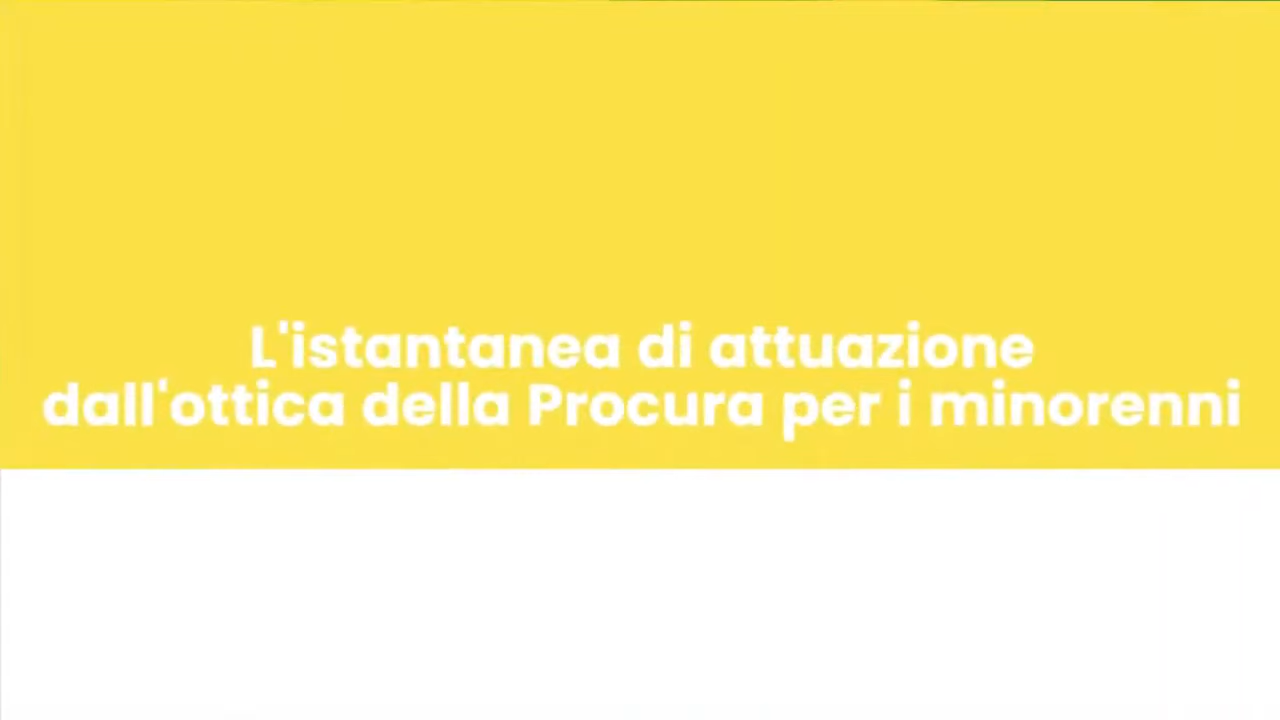 L'istantanea di attuazione
dall'ottica della Procura per i minorenni